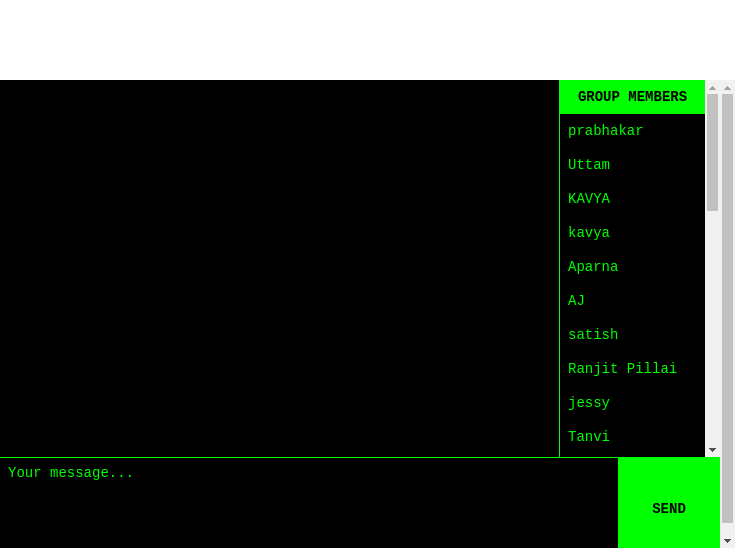 GROUP MEMBERS
prabhakar
Uttam
KAVYA
kavya
Aparna
AJ
satish
Ranjit Pillai
jessy
Tanvi
Your message...
SEND